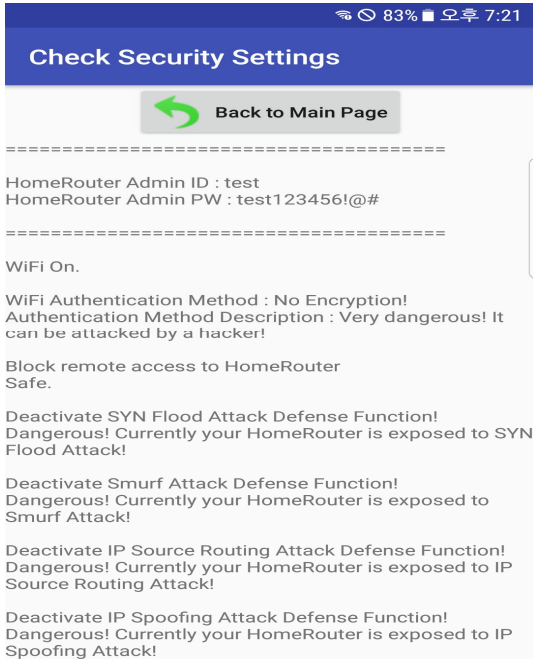 83% 오후 7:21
Check Security Settings
Back to Main Page
=======================================
HomeRouter Admin ID : test
HomeRouter Admin PW : test123456!@#
=======================================
WiFi On.
WiFi Authentication Method : No Encryption!
Authentication Method Description : Very dangerous! It
can be attacked by a hacker!
Block remote access to HomeRouter
Safe.
Deactivate SYN Flood Attack Defense Function!
Dangerous! Currently your HomeRouter is exposed to SYN
Flood Attack!
Deactivate Smurf Attack Defense Function!
Dangerous! Currently your HomeRouter is exposed to
Smurf Attack!
Deactivate IP Source Routing Attack Defense Function!
Dangerous! Currently your HomeRouter is exposed to IP
Source Routing Attack!
Deactivate IP Spoofing Attack Defense Function!
Dangerous! Currently your HomeRouter is exposed to IP
Spoofing Attack!